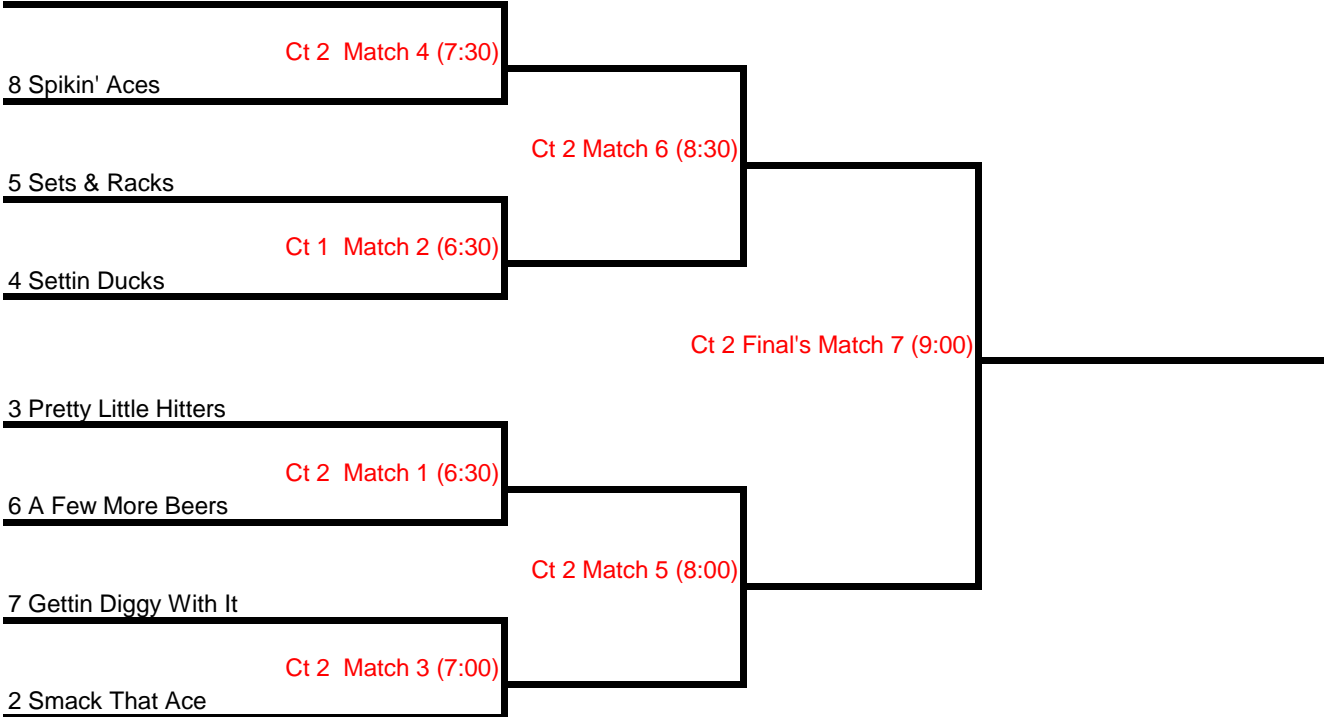 Ct 2  Match 4 (7:30)
8 Spikin' Aces
Ct 2 Match 6 (8:30)
5 Sets & Racks
Ct 1  Match 2 (6:30)
4 Settin Ducks
Ct 2 Final's Match 7 (9:00)
3 Pretty Little Hitters
Ct 2  Match 1 (6:30)
6 A Few More Beers
Ct 2 Match 5 (8:00)
7 Gettin Diggy With It
Ct 2  Match 3 (7:00)
2 Smack That Ace